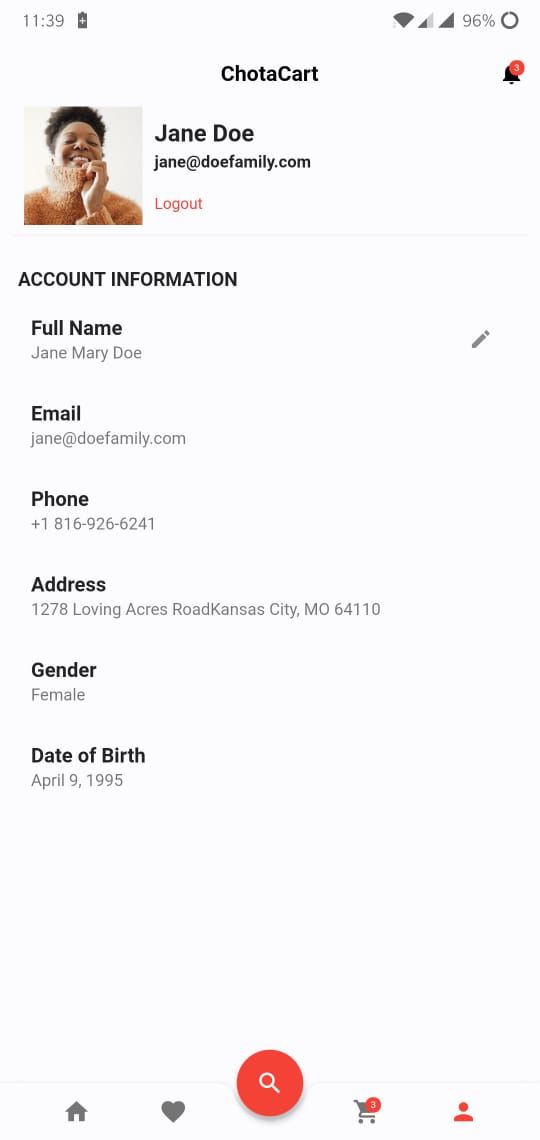 11:39
96%
ChotaCart
3
Jane Doe
jane@doefamily.com
Logout
ACCOUNT INFORMATION
Full Name
Jane Mary Doe
Email
jane@doefamily.com
Phone
+1 816-926-6241
Address
1278 Loving Acres RoadKansas City, MO 64110
Gender
Female
Date of Birth
April 9, 1995
3